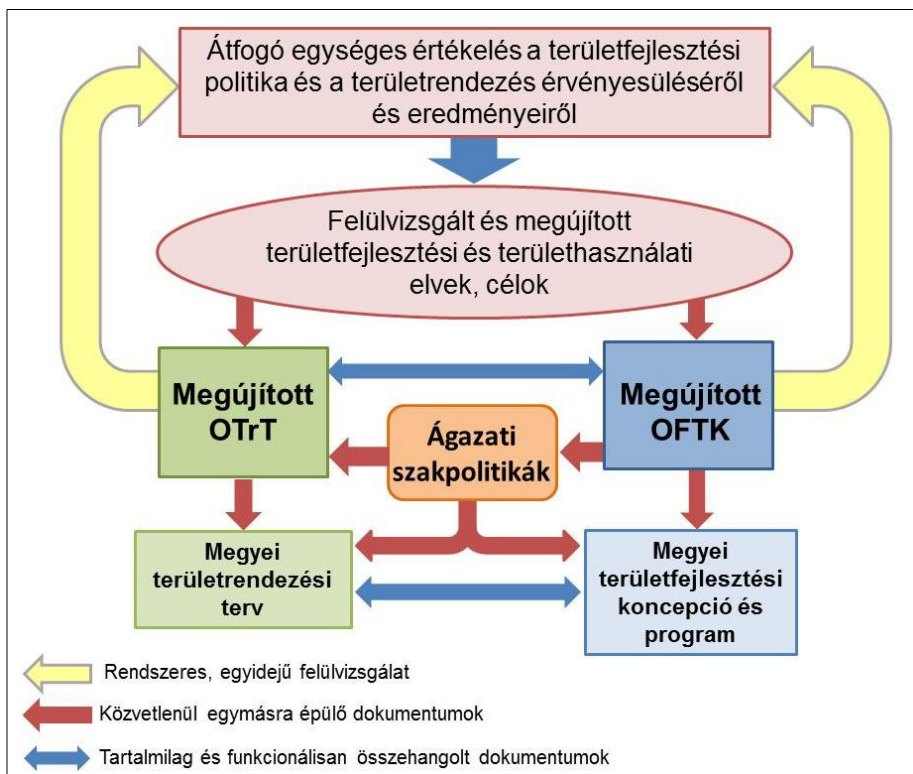 Átfogó egységes értékelés a területfejlesztési
politika és a területrendezés érvényesüléséről
és eredményeiről
Felülvizsgált és megújított
területfejlesztési és területhasználati
elvek, célok
Megújított
OTrT
Ágazati
szakpolitikák
Megújított
OFTK
Megyei
területrendezési
terv
Megyei
területfejlesztési
koncepció és
program
Rendszeres, egyidejű felülvizsgálat
Közvetlenül egymásra épülő dokumentumok
Tartalmilag és funkcionálisan összehangolt dokumentumok